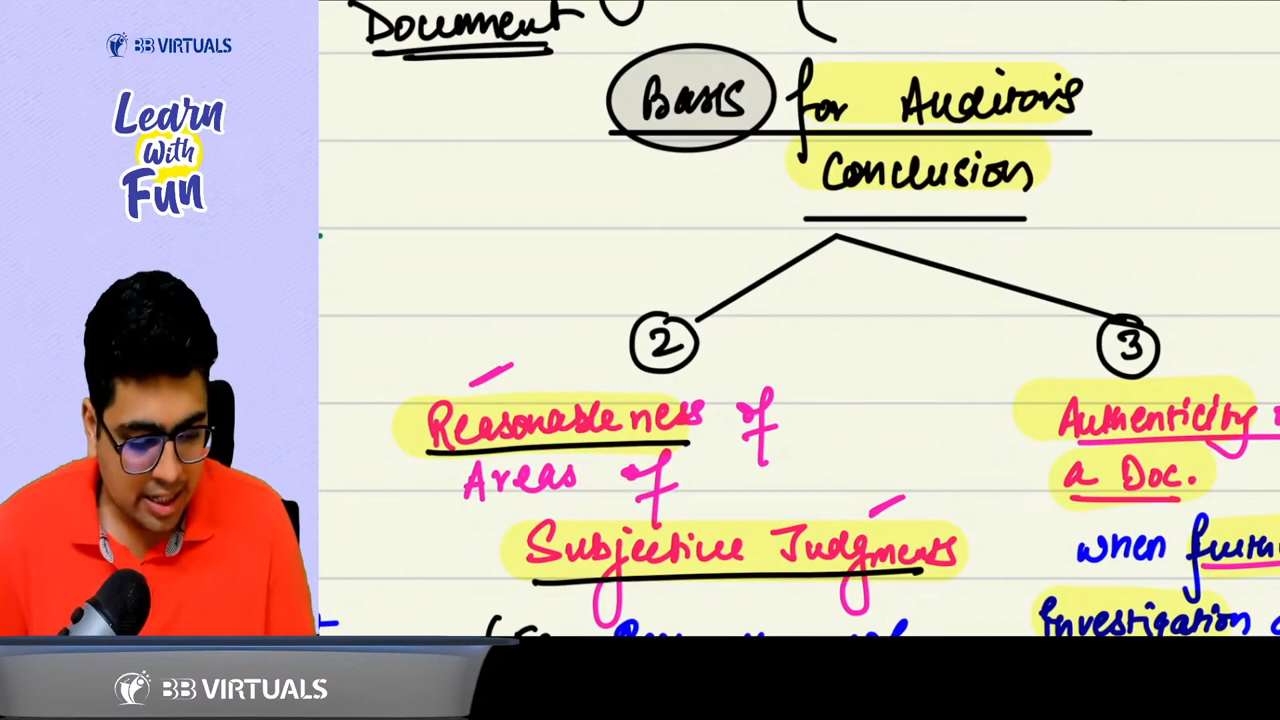 BB VIRTUALS
Learn
With
Fun
Document
Basis for Auditor's
Conclusion
2
3
Reasonableness of
Areas of
Subjective Judgments
Authenticity
a Doc.
when
Investigation
BB VIRTUALS